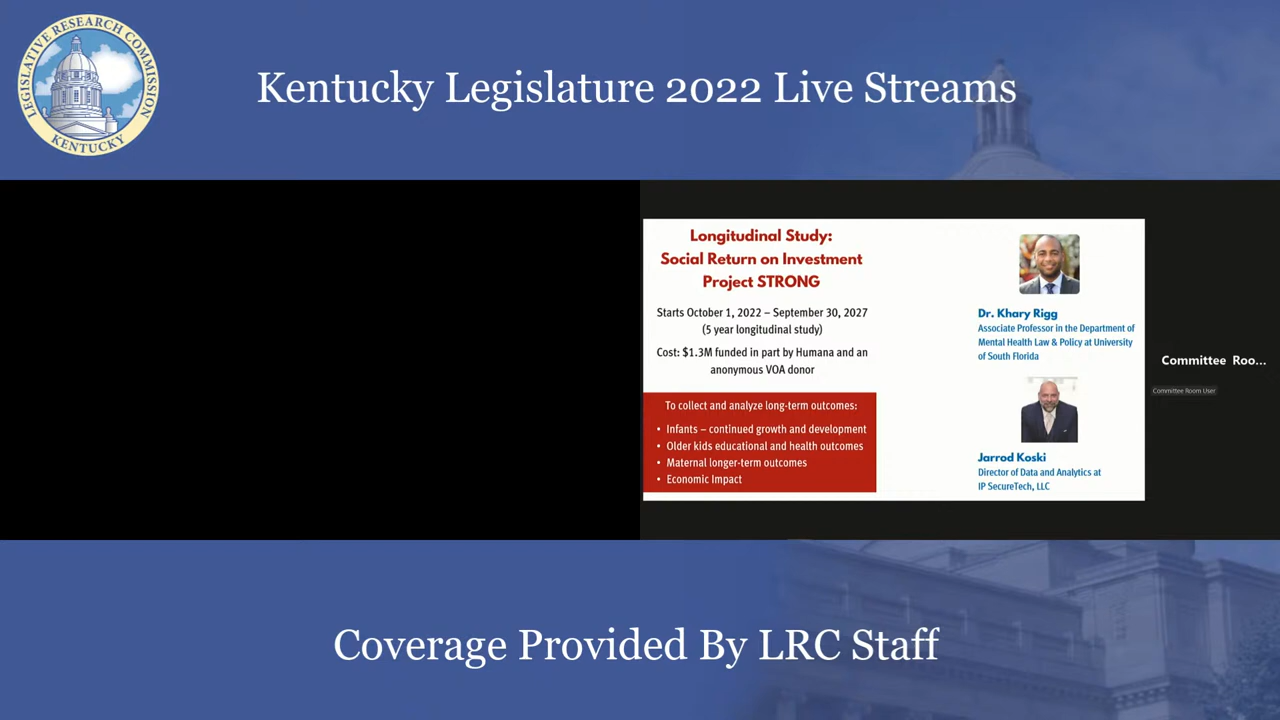 LEGISLATIVE RESEARCH COMMISSION
KENTUCKY
Kentucky Legislature 2022 Live Streams
Longitudinal Study:
Social Return on Investment
Project STRONG
Starts October 1, 2022 – September 30, 2027
(5 year longitudinal study)
Cost: $1.3M funded in part by Humana and an
anonymous VOA donor
To collect and analyze long-term outcomes:
• Infants – continued growth and development
• Older kids educational and health outcomes
• Maternal longer-term outcomes
• Economic Impact
Dr. Khary Rigg
Associate Professor in the Department of
Mental Health Law & Policy at University
of South Florida
Jarrod Koski
Director of Data and Analytics at
IP SecureTech, LLC
Committee Roo...
Committee Room User
Coverage Provided By LRC Staff